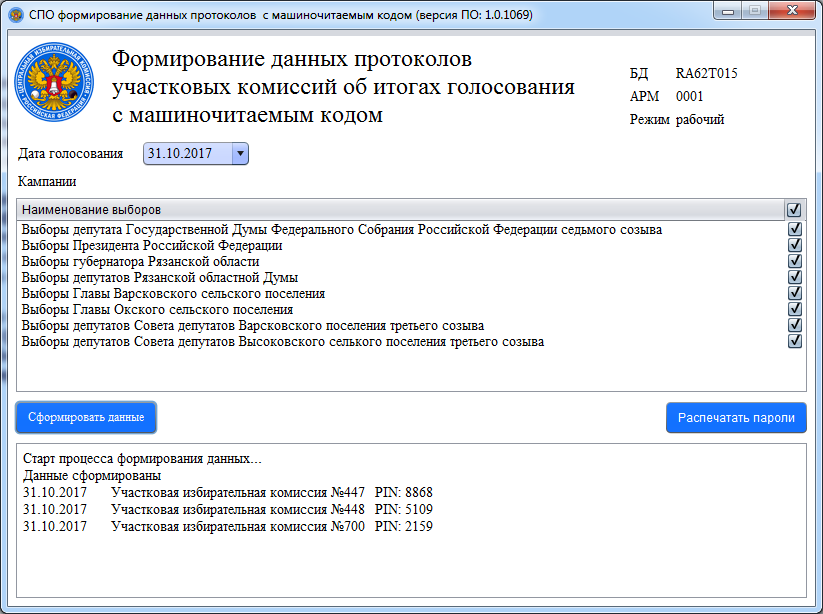 СПО формирование данных протоколов с машиночитаемым кодом (версия ПО: 1.0.1069)
Формирование данных протоколов
участковых комиссий об итогах голосования
с машиночитаемым кодом
БД RA62T015
АРМ 0001
Режим рабочий
Дата голосования 31.10.2017
Кампании
Наименование выборов
Выборы депутата Государственной Думы Федерального Собрания Российской Федерации седьмого созыва
Выборы Президента Российской Федерации
Выборы губернатора Рязанской области
Выборы депутатов Рязанской областной Думы
Выборы Главы Варсковского сельского поселения
Выборы Главы Окского сельского поселения
Выборы депутатов Совета депутатов Варсковского поселения третьего созыва
Выборы депутатов Совета депутатов Высоковского селького поселения третьего созыва
Сформировать данные Распечатать пароли
Старт процесса формирования данных...
Данные сформированы
31.10.2017 Участковая избирательная комиссия №447 PIN: 8868
31.10.2017 Участковая избирательная комиссия №448 PIN: 5109
31.10.2017 Участковая избирательная комиссия №700 PIN: 2159